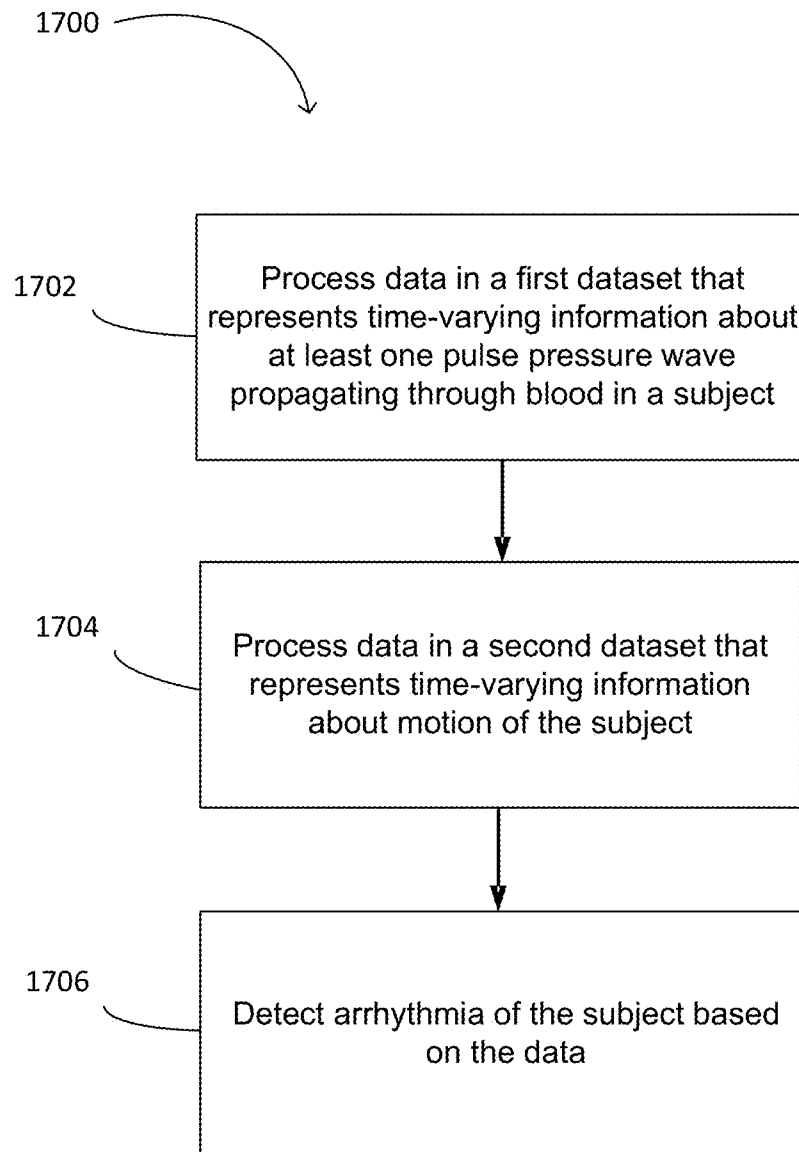 1700
1702
Process data in a first dataset that
represents time-varying information about
at least one pulse pressure wave
propagating through blood in a subject
1704
Process data in a second dataset that
represents time-varying information
about motion of the subject
1706
Detect arrhythmia of the subject based
on the data